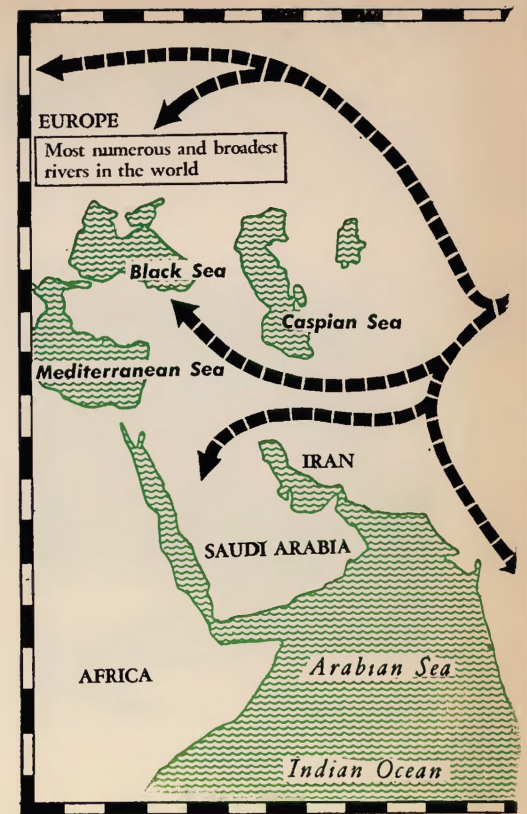 EUROPE
Most numerous and broadest
rivers in the world
Black Sea
Caspian Sea
Mediterranean Sea
IRAN
SAUDI ARABIA
AFRICA
Arabian Sea
Indian Ocean